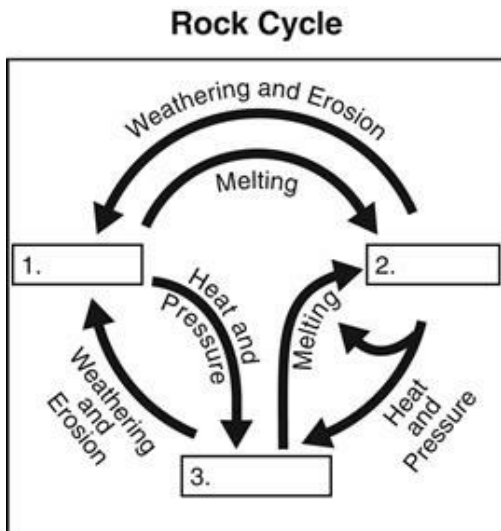 Rock Cycle
Weathering and Erosion
Melting
1.
2.
Heat and
Pressure
Melting
Weathering
and
Erosion
Heat
and
Pressure
3.